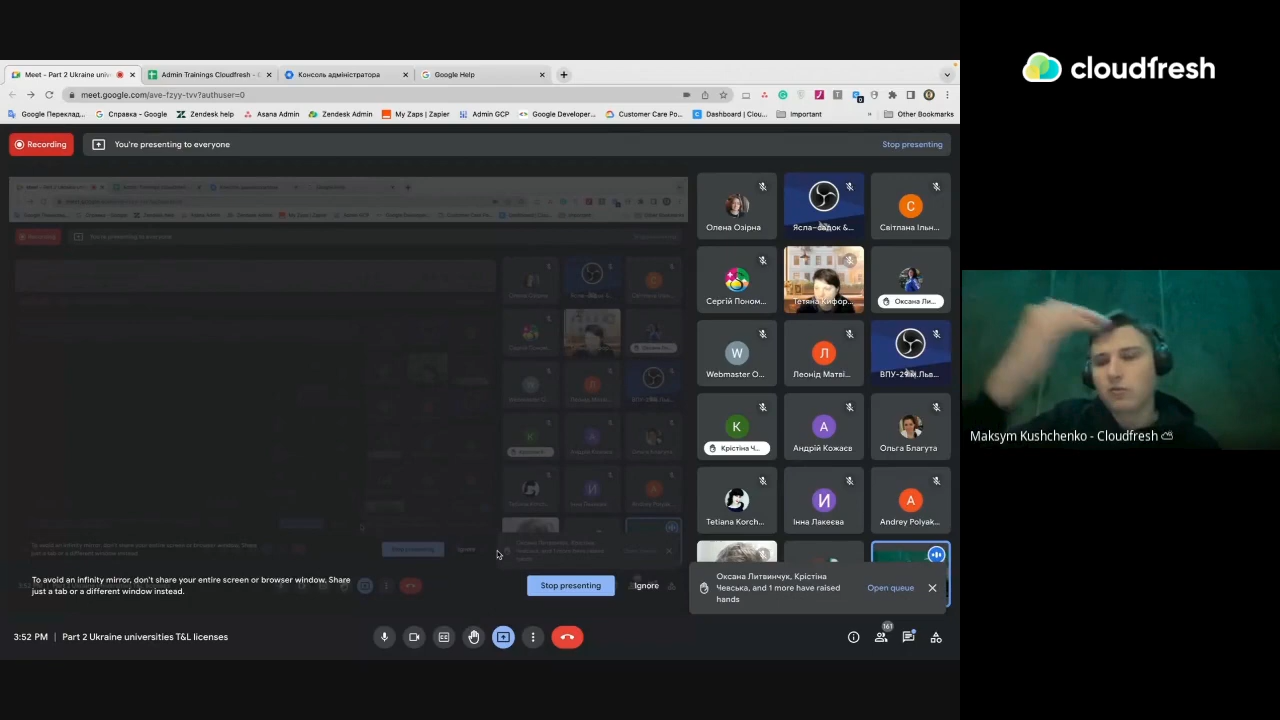 cloudfresh
Meet – Part 2 Ukraine univ
Admin Trainings Cloudfresh -
Консоль адміністратора
Google Help
meet.google.com/ave-fzyy-tvv?authuser=0
Google Переклад...
Справка – Google
Zendesk help
Asana Admin
Zendesk Admin
My Zaps | Zapier
Admin GCP
Google Developer...
Customer Care Po...
Dashboard | Clou...
Important
»
Other Bookmarks
Recording
You're presenting to everyone
Stop presenting
Олена Озірна
Ясла-садок &...
Світлана Ільн...
Сергій Поном...
Тетяна Кифор...
Оксана Ли...
Webmaster O...
Леонід Матві...
К
Крістіна Ч...
Андрій Кожаєв
Ольга Благута
Tetiana Korch...
Інна Лакеєва
Andrey Polyak...
To avoid an infinity mirror, don't share your entire screen or browser window. Share
just a tab or a different window instead.
Stop presenting
Ignore
Оксана Литвинчук, Крістіна
Чевська, and 1 more have raised
hands
Open queue
3:52 PM | Part 2 Ukraine universities T&L licenses
161
Maksym Kushchenko - Cloudfresh